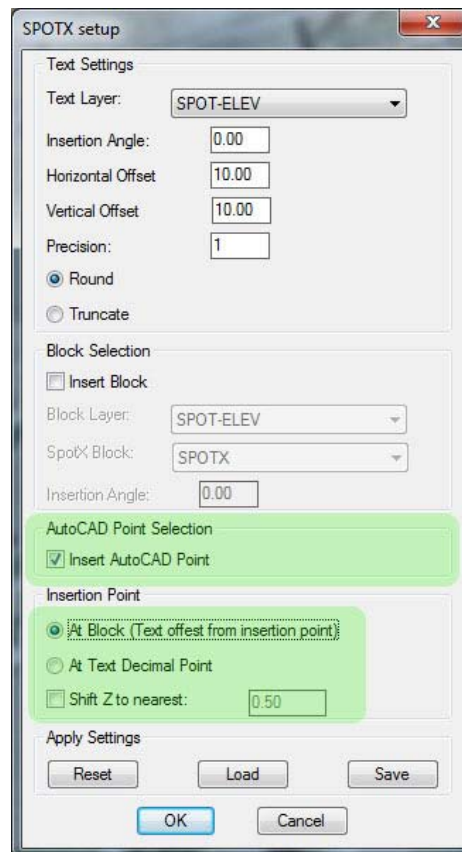 SPOTX setup
Text Settings
Text Layer: SPOT-ELEV
Insertion Angle: 0.00
Horizontal Offset 10.00
Vertical Offset 10.00
Precision: 1
Round
Truncate
Block Selection
Insert Block
Block Layer: SPOT-ELEV
SpotX Block: SPOTX
Insertion Angle: 0.00
AutoCAD Point Selection
Insert AutoCAD Point
Insertion Point
At Block (Text offest from insertion point)
At Text Decimal Point
Shift Z to nearest: 0.50
Apply Settings
Reset Load Save
OK Cancel